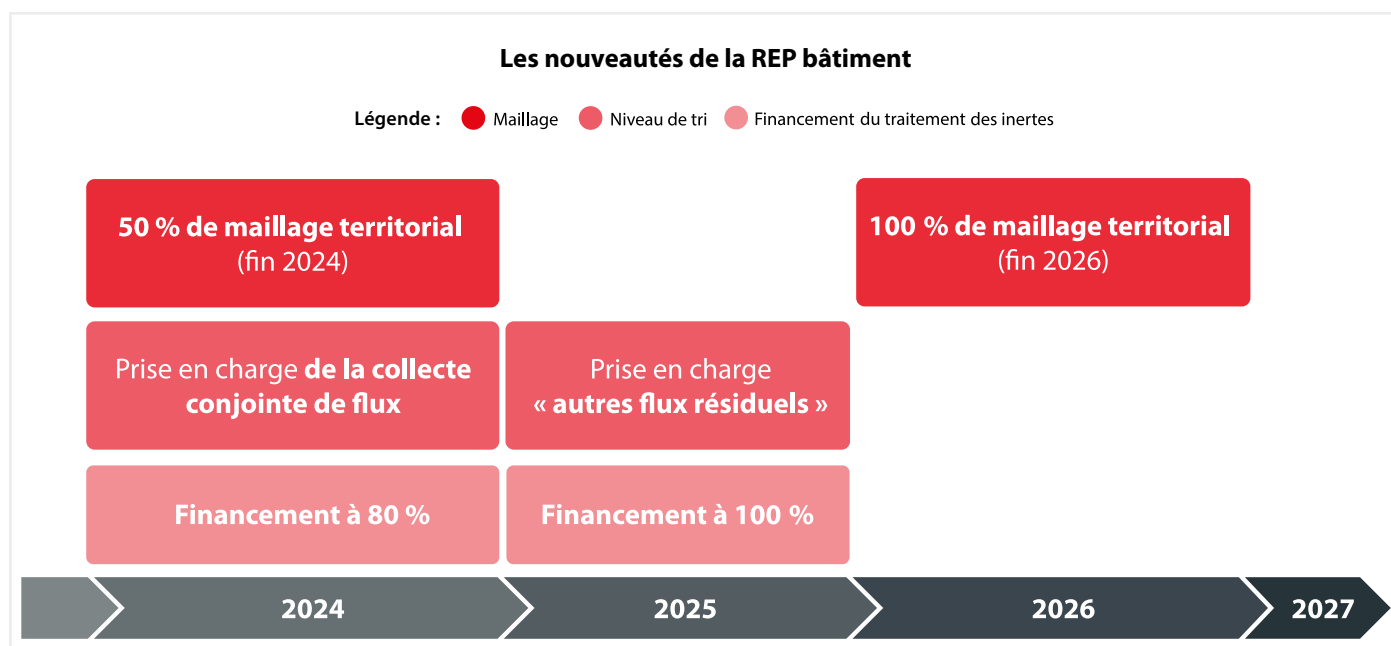 Les nouveautés de la REP bâtiment
Légende : Maillage Niveau de tri Financement du traitement des inertes
50 % de maillage territorial
(fin 2024)
100 % de maillage territorial
(fin 2026)
Prise en charge de la collecte
conjointe de flux
Prise en charge
« autres flux résiduels »
Financement à 80 %
Financement à 100 %
2024
2025
2026
2027